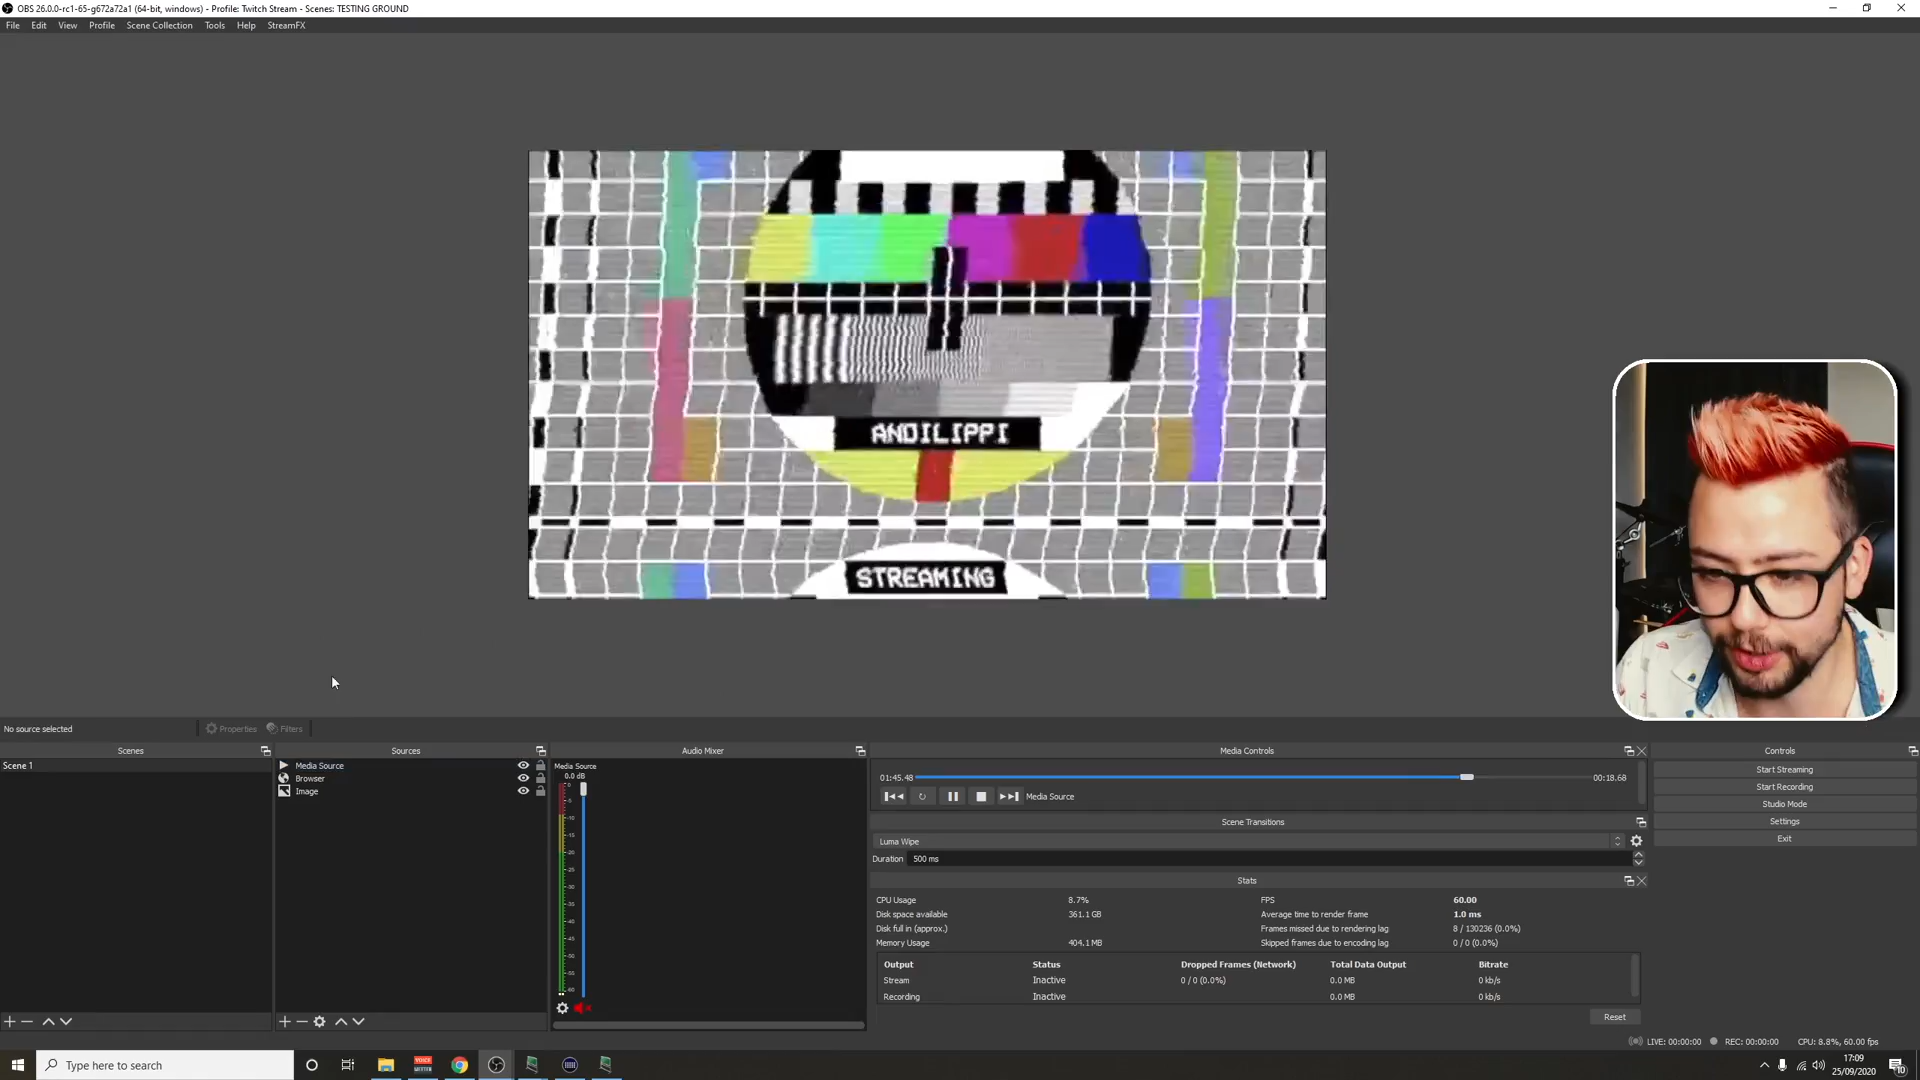 OBS 26.0.0-rc1-65-g672a72a1 (64-bit, windows) - Profile: Twitch Stream - Scenes: TESTING GROUND
File Edit View Profile Scene Collection Tools Help StreamFX
ANDILIPPI
STREAMING
No source selected Properties Filters
Scenes Sources Audio Mixer Media Controls Controls
Scene 1
Media Source
Browser
Image
Media Source
0.0 dB
01:45.48 00:18.68
Media Source
Scene Transitions
Luma Wipe
Duration 500 ms
Stats
CPU Usage 8.7% FPS 60.00
Disk space available 361.1 GB Average time to render frame 1.0 ms
Disk full in (approx.) Frames missed due to rendering lag 8 / 130236 (0.0%)
Memory Usage 404.1 MB Skipped frames due to encoding lag 0 / 0 (0.0%)
Output Status Dropped Frames (Network) Total Data Output Bitrate
Stream Inactive 0 / 0 (0.0%) 0.0 MB 0 kb/s
Recording Inactive 0.0 MB 0 kb/s
Reset
Start Streaming
Start Recording
Studio Mode
Settings
Exit
LIVE: 00:00:00 REC: 00:00:00 CPU: 8.8%, 60.00 fps
Type here to search
17:09
25/09/2020